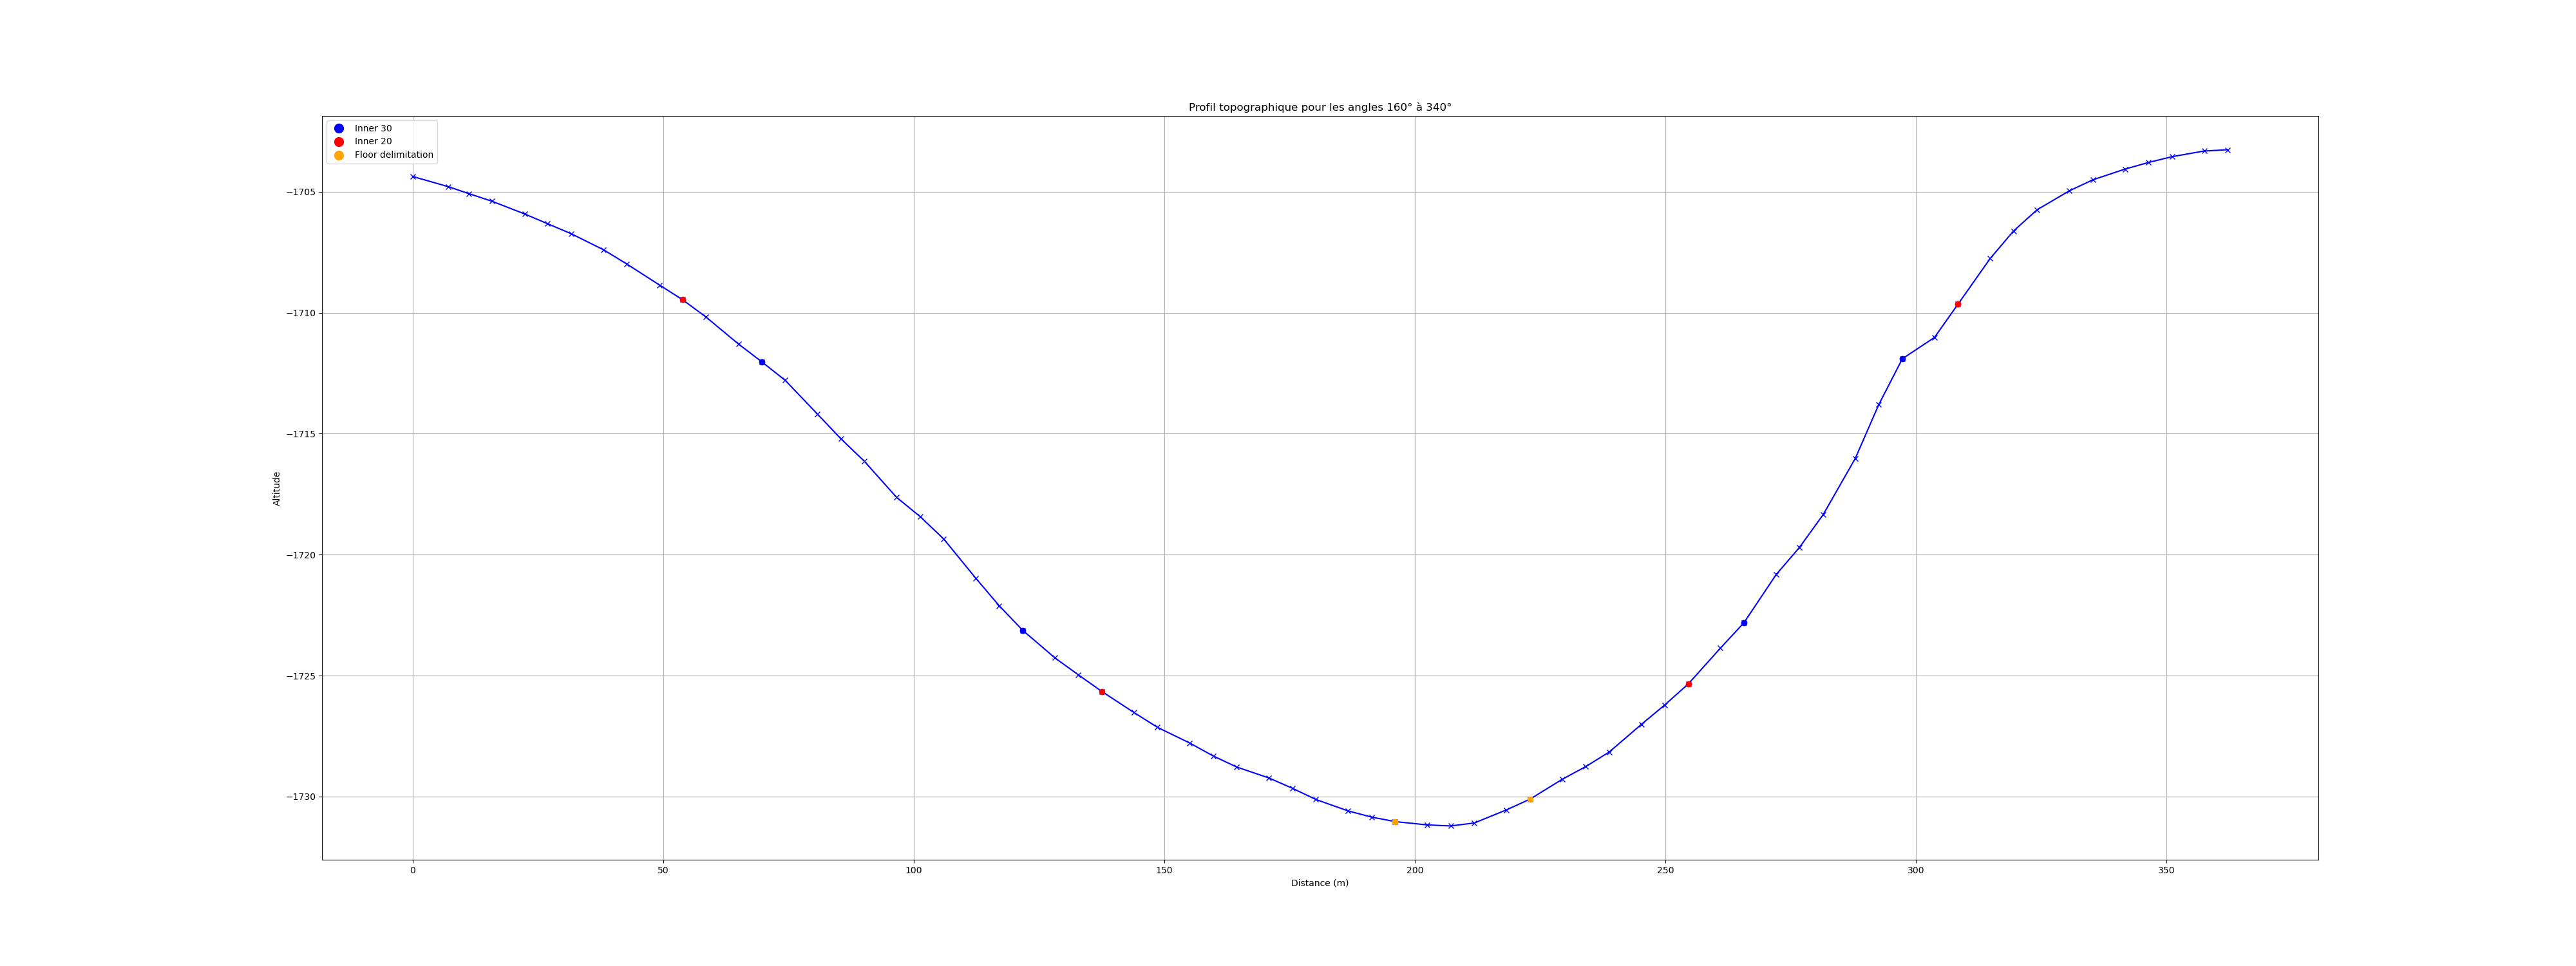 Profil topographique pour les angles 160° à 340°
Inner 30
Inner 20
Floor delimitation
Altitude
−1705
−1710
−1715
−1720
−1725
−1730
0 50 100 150 200 250 300 350
Distance (m)